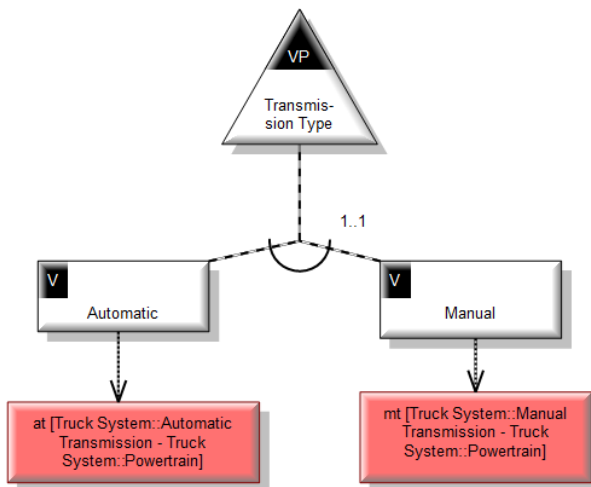 VP
Transmis-
sion Type
1..1
V
Automatic
V
Manual
at [Truck System::Automatic
Transmission - Truck
System::Powertrain]
mt [Truck System::Manual
Transmission - Truck
System::Powertrain]